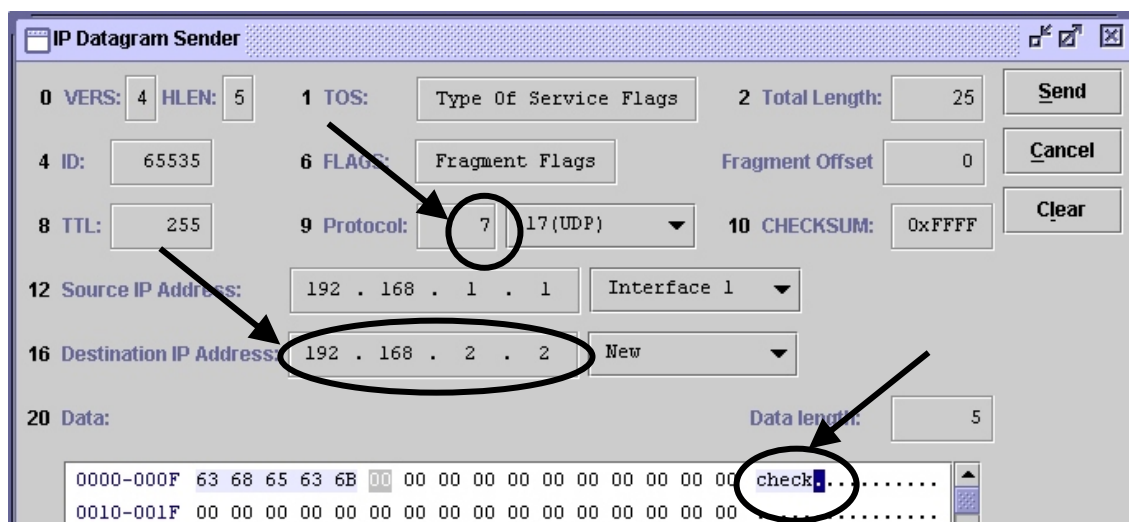 IP Datagram Sender
0 VERS: 4 HLEN: 5 1 TOS: Type Of Service Flags 2 Total Length: 25 Send
4 ID: 65535 6 FLAGS: Fragment Flags Fragment Offset 0 Cancel
8 TTL: 255 9 Protocol: 7 17(UDP) 10 CHECKSUM: 0xFFFF Clear
12 Source IP Address: 192 . 168 . 1 . 1 Interface 1
16 Destination IP Address: 192 . 168 . 2 . 2 New
20 Data: Data length: 5
0000-000F 63 68 65 63 6B 00 00 00 00 00 00 00 00 00 00 00 check...........
0010-001F 00 00 00 00 00 00 00 00 00 00 00 00 00 00 00 00 ................